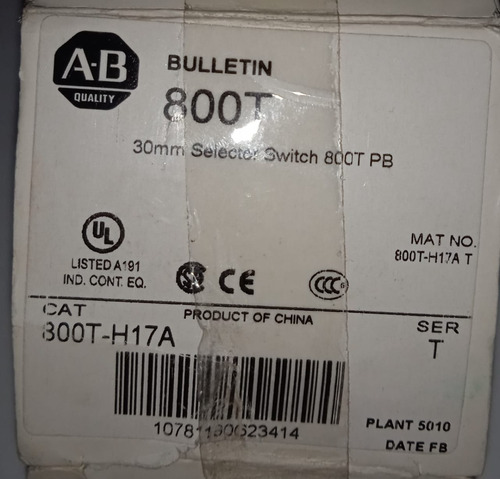 A-B
QUALITY
BULLETIN
800T
30mm Selector Switch 800T PB
UL
LISTED A191
IND. CONT. EQ.
CE
CCC
MAT NO.
800T-H17A T
CAT
800T-H17A
PRODUCT OF CHINA
SER
T
PLANT 5010
DATE FB